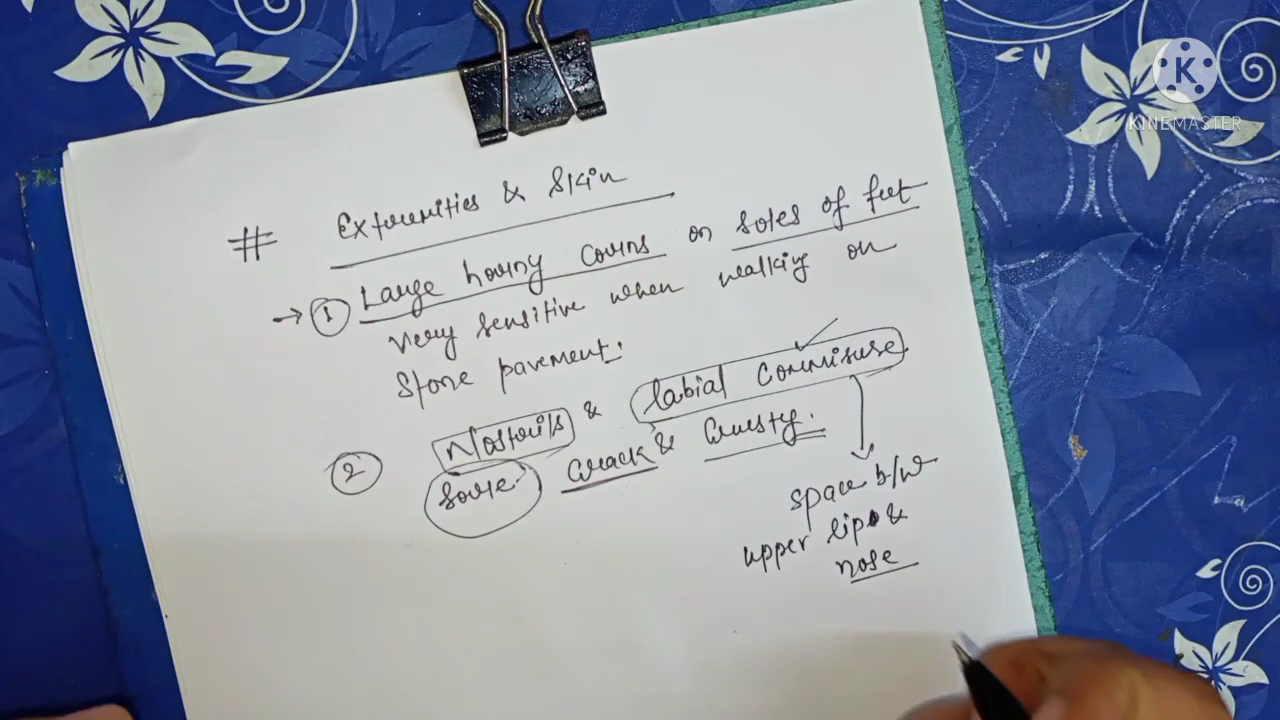 # Extremities & Skin
→ ① Large horny corns on soles of feet
very sensitive when walking on
stone pavement.
② Nostrils & labial commisure.
sore. crack & crusty.
space b/w
upper lip & nose
K
KINEMASTER